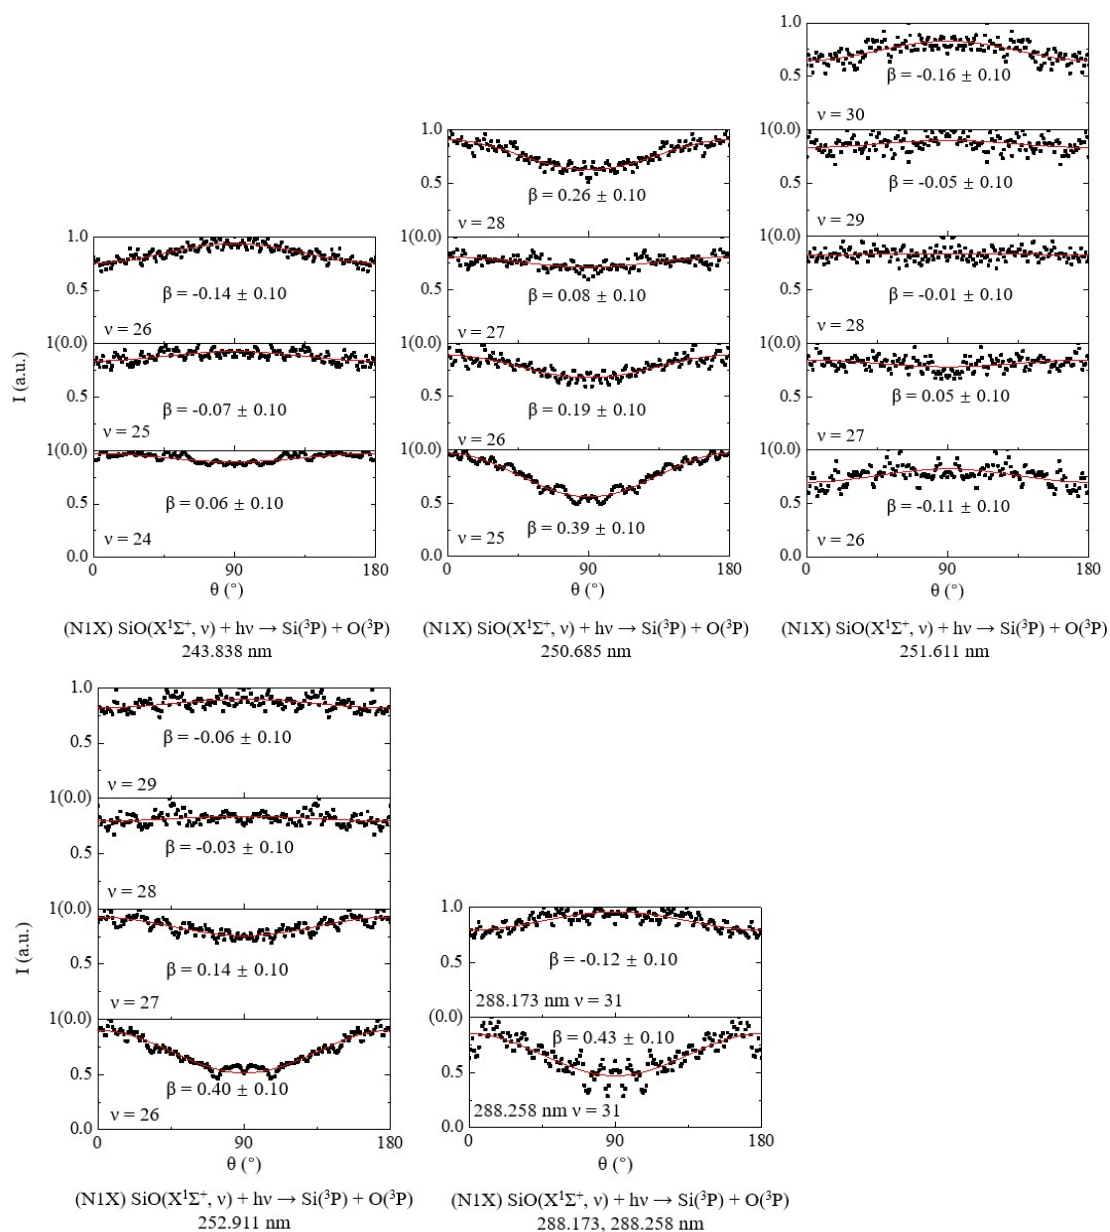 1.0
0.5
β = -0.16 ± 0.10
ν = 30
1(0.0)
0.5
β = -0.05 ± 0.10
ν = 29
1(0.0)
0.5
β = -0.01 ± 0.10
ν = 28
1(0.0)
0.5
β = 0.05 ± 0.10
ν = 27
1(0.0)
0.5
β = -0.11 ± 0.10
ν = 26
0.0
0 90 180
θ (°)
(N1X) SiO(X¹Σ⁺, ν) + hν → Si(³P) + O(³P)
251.611 nm
1.0
0.5
β = 0.26 ± 0.10
ν = 28
1(0.0)
0.5
β = 0.08 ± 0.10
ν = 27
1(0.0)
0.5
β = 0.19 ± 0.10
ν = 26
1(0.0)
0.5
β = 0.39 ± 0.10
ν = 25
0.0
0 90 180
θ (°)
(N1X) SiO(X¹Σ⁺, ν) + hν → Si(³P) + O(³P)
250.685 nm
I (a.u.)
1.0
0.5
β = -0.14 ± 0.10
ν = 26
1(0.0)
0.5
β = -0.07 ± 0.10
ν = 25
1(0.0)
0.5
β = 0.06 ± 0.10
ν = 24
0.0
0 90 180
θ (°)
(N1X) SiO(X¹Σ⁺, ν) + hν → Si(³P) + O(³P)
243.838 nm
I (a.u.)
1.0
0.5
β = -0.06 ± 0.10
ν = 29
1(0.0)
0.5
β = -0.03 ± 0.10
ν = 28
1(0.0)
0.5
β = 0.14 ± 0.10
ν = 27
1(0.0)
0.5
β = 0.40 ± 0.10
ν = 26
0.0
0 90 180
θ (°)
(N1X) SiO(X¹Σ⁺, ν) + hν → Si(³P) + O(³P)
252.911 nm
1.0
0.5
β = -0.12 ± 0.10
288.173 nm ν = 31
(0.0)
β = 0.43 ± 0.10
0.5
288.258 nm ν = 31
0.0
0 90 180
θ (°)
(N1X) SiO(X¹Σ⁺, ν) + hν → Si(³P) + O(³P)
288.173, 288.258 nm